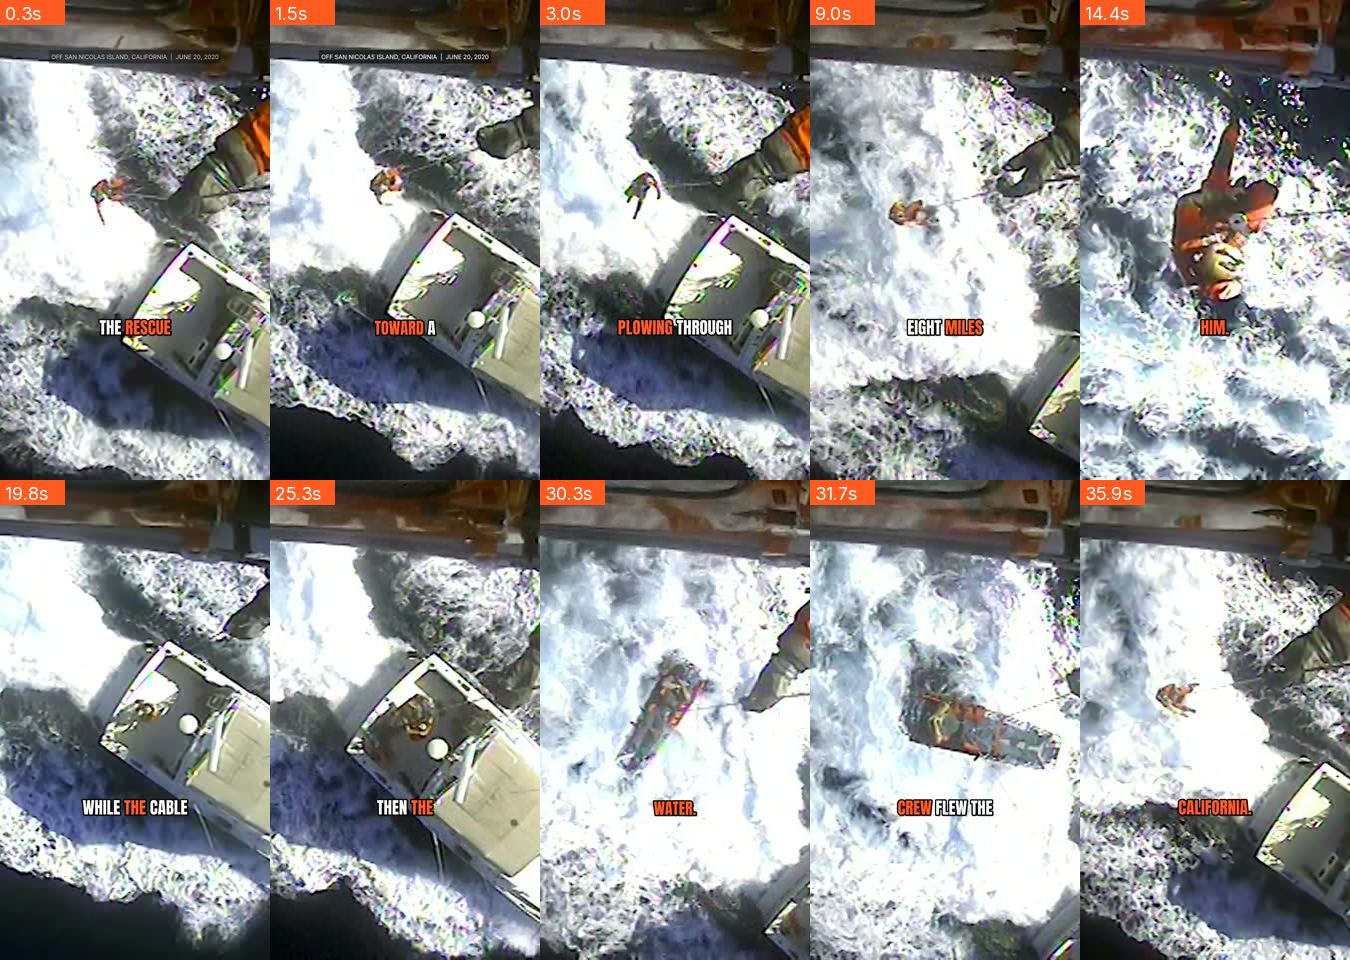 0.3s
1.5s
3.0s
9.0s
14.4s
OFF SAN NICOLAS ISLAND, CALIFORNIA | JUNE 20, 2020
OFF SAN NICOLAS ISLAND, CALIFORNIA | JUNE 20, 2020
THE RESCUE
TOWARD A
PLOWING THROUGH
EIGHT MILES
HIM.
19.8s
25.3s
30.3s
31.7s
35.9s
WHILE THE CABLE
THEN THE
WATER.
CREW FLEW THE
CALIFORNIA.